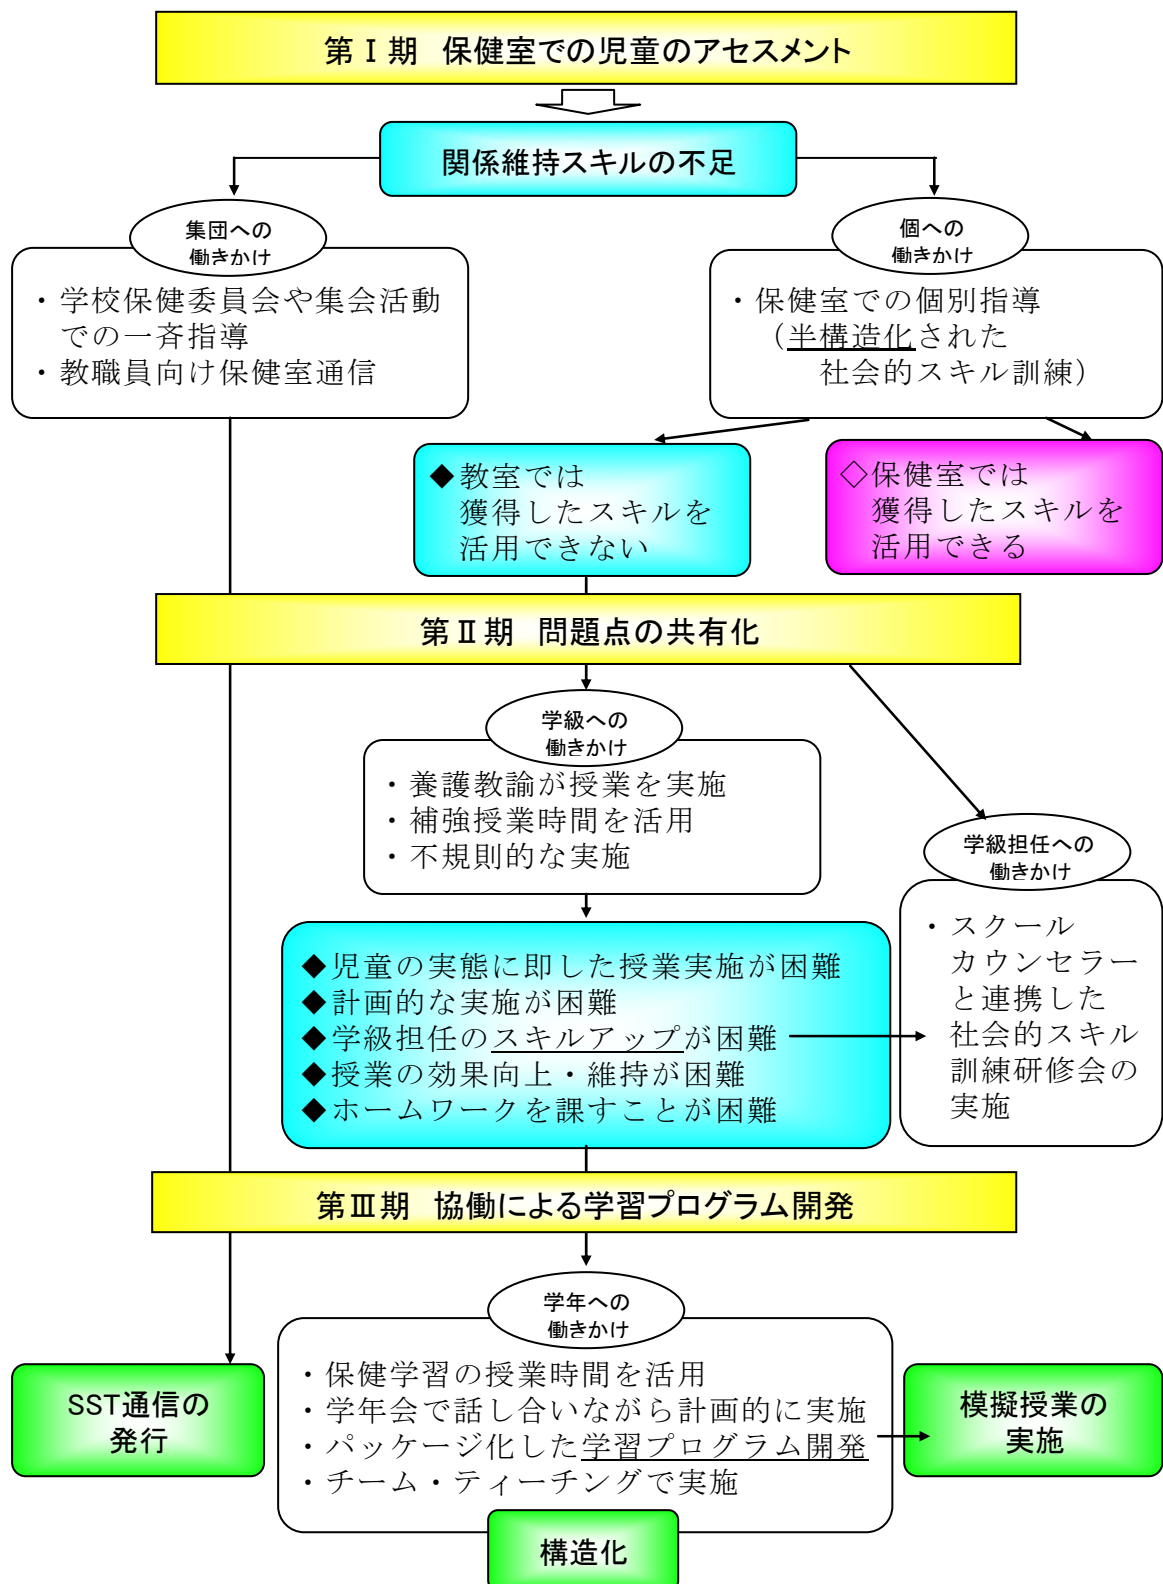 第Ⅰ期　保健室での児童のアセスメント
関係維持スキルの不足
集団への
働きかけ
・学校保健委員会や集会活動
での一斉指導
・教職員向け保健室通信
個への
働きかけ
・保健室での個別指導
（半構造化された
社会的スキル訓練）
◆教室では
獲得したスキルを
活用できない
◇保健室では
獲得したスキルを
活用できる
第Ⅱ期　問題点の共有化
学級への
働きかけ
・養護教諭が授業を実施
・補強授業時間を活用
・不規則的な実施
学級担任への
働きかけ
・スクール
カウンセラー
と連携した
社会的スキル
訓練研修会の
実施
◆児童の実態に即した授業実施が困難
◆計画的な実施が困難
◆学級担任のスキルアップが困難
◆授業の効果向上・維持が困難
◆ホームワークを課すことが困難
第Ⅲ期　協働による学習プログラム開発
学年への
働きかけ
・保健学習の授業時間を活用
・学年会で話し合いながら計画的に実施
・パッケージ化した学習プログラム開発
・チーム・ティーチングで実施
SST通信の
発行
模擬授業の
実施
構造化